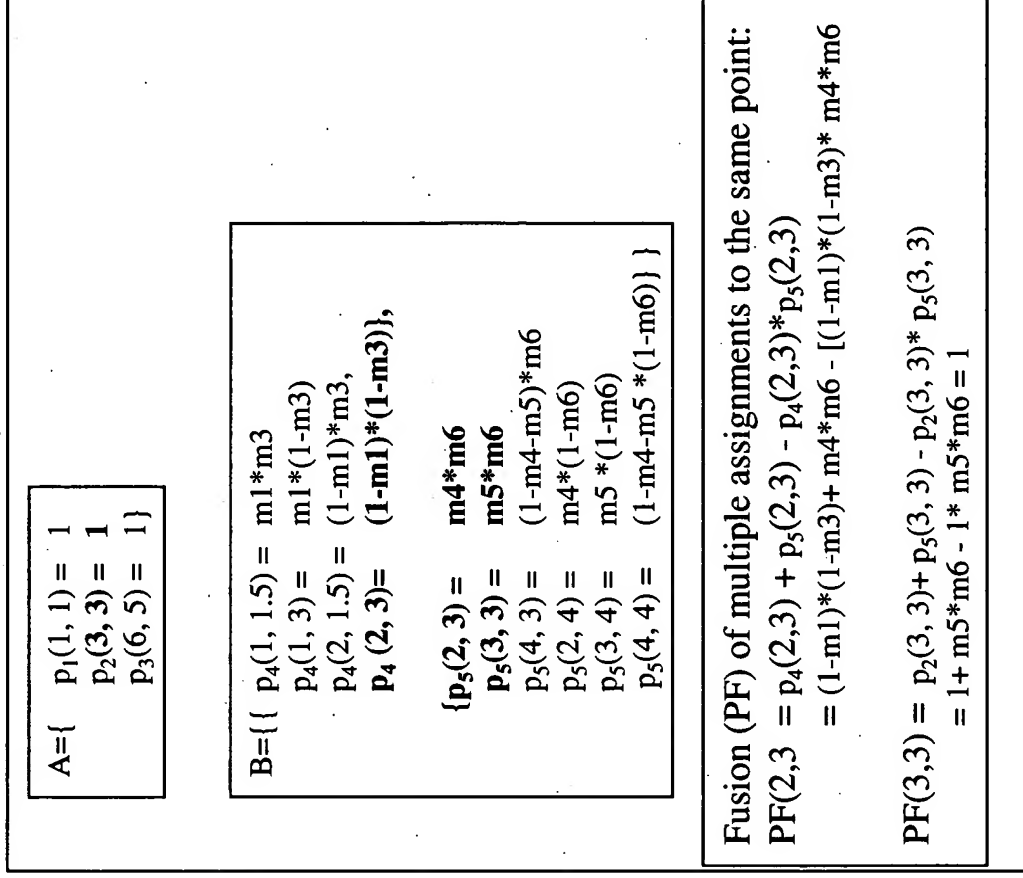 A={ p₁(1, 1) = 1
p₂(3, 3) = 1
p₃(6, 5) = 1}
B={{ p₄(1, 1.5) = m1*m3
p₄(1, 3) = m1*(1-m3)
p₄(2, 1.5) = (1-m1)*m3,
p₄ (2, 3)= (1-m1)*(1-m3)},
{p₅(2, 3) = m4*m6
p₅(3, 3) = m5*m6
p₅(4, 3) = (1-m4-m5)*m6
p₅(2, 4) = m4*(1-m6)
p₅(3, 4) = m5 *(1-m6)
p₅(4, 4) = (1-m4-m5 *(1-m6)} }
Fusion (PF) of multiple assignments to the same point:
PF(2,3 = p₄(2,3) + p₅(2,3) - p₄(2,3)*p₅(2,3)
= (1-m1)*(1-m3)+ m4*m6 - [(1-m1)*(1-m3)* m4*m6
PF(3,3) = p₂(3, 3)+ p₅(3, 3) - p₂(3, 3)* p₅(3, 3)
= 1+ m5*m6 - 1* m5*m6 = 1